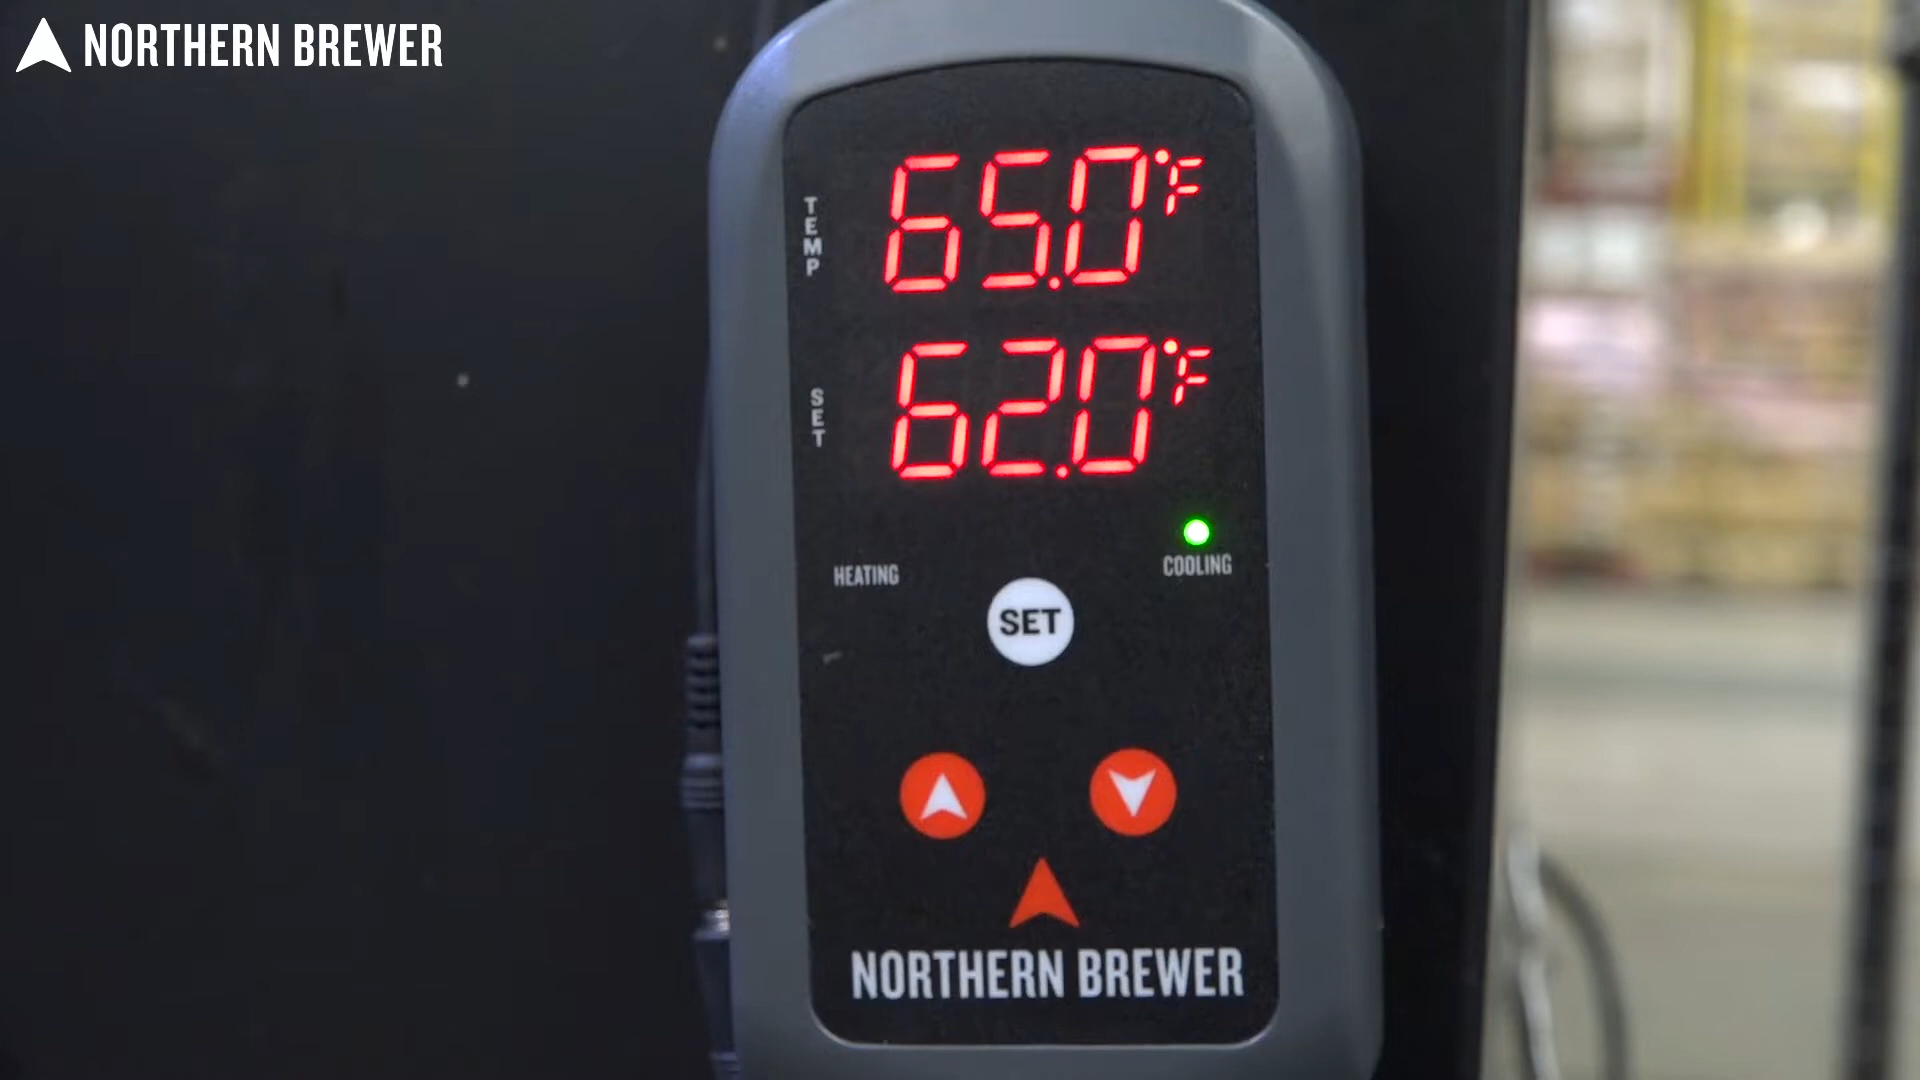 NORTHERN BREWER
TEMP
65.0°F
SET
62.0°F
HEATING
COOLING
SET
NORTHERN BREWER